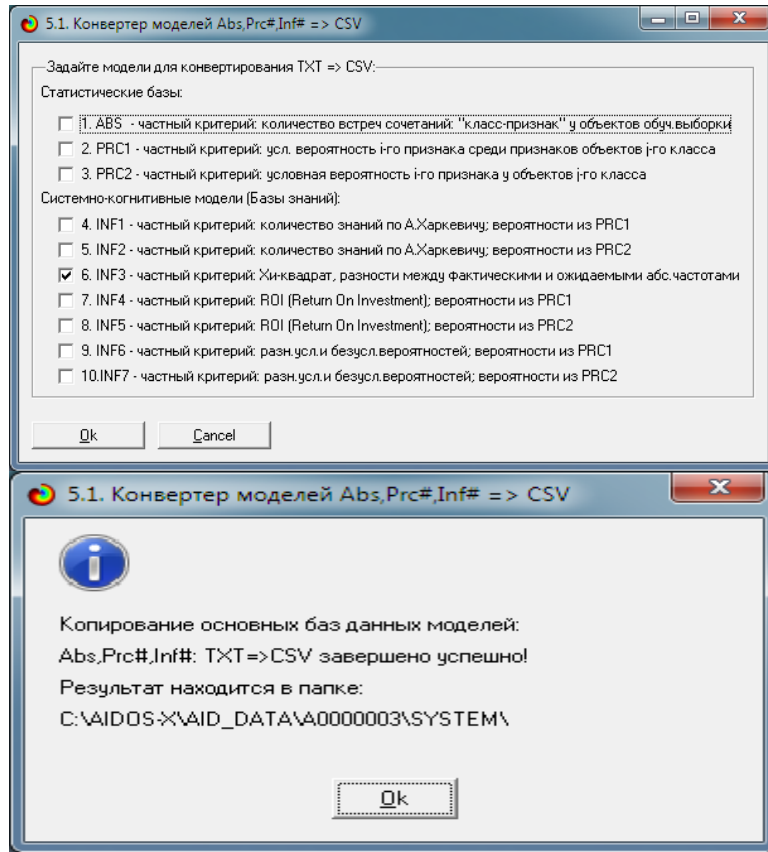 5.1. Конвертер моделей Abs,Prc#,Inf# => CSV
Задайте модели для конвертирования TXT => CSV:
Статистические базы:
1. ABS - частный критерий: количество встреч сочетаний: "класс-признак" у объектов обуч.выборки
2. PRC1 - частный критерий: усл. вероятность i-го признака среди признаков объектов j-го класса
3. PRC2 - частный критерий: условная вероятность i-го признака у объектов j-го класса
Системно-когнитивные модели (Базы знаний):
4. INF1 - частный критерий: количество знаний по А.Харкевичу; вероятности из PRC1
5. INF2 - частный критерий: количество знаний по А.Харкевичу; вероятности из PRC2
6. INF3 - частный критерий: Хи-квадрат, разности между фактическими и ожидаемыми абс.частотами
7. INF4 - частный критерий: ROI (Return On Investment); вероятности из PRC1
8. INF5 - частный критерий: ROI (Return On Investment); вероятности из PRC2
9. INF6 - частный критерий: разн.усл.и безусл.вероятностей; вероятности из PRC1
10.INF7 - частный критерий: разн.усл.и безусл.вероятностей; вероятности из PRC2
Ok Cancel
5.1. Конвертер моделей Abs,Prc#,Inf# => CSV
Копирование основных баз данных моделей:
Abs,Prc#,Inf#: TXT=>CSV завершено успешно!
Результат находится в папке:
C:\AIDOS-X\AID_DATA\A0000003\SYSTEM\
Ok